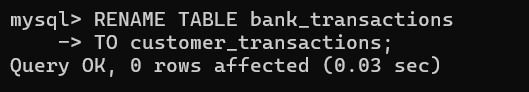 mysql> RENAME TABLE bank_transactions
    -> TO customer_transactions;
Query OK, 0 rows affected (0.03 sec)